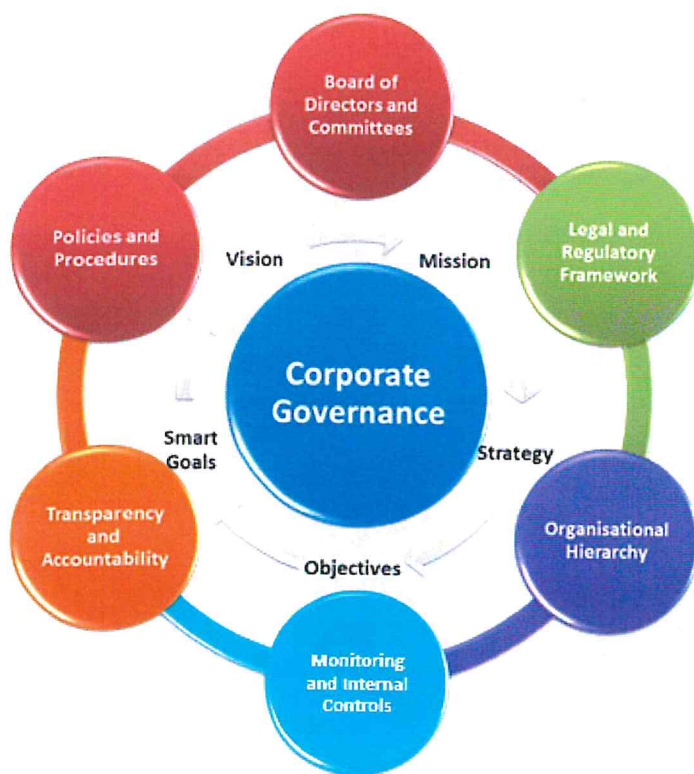 Board of
Directors and
Committees
Policies and
Procedures
Legal and
Regulatory
Framework
Vision
Mission
Corporate
Governance
Smart
Goals
Strategy
Transparency
and
Accountability
Organisational
Hierarchy
Objectives
Monitoring
and Internal
Controls